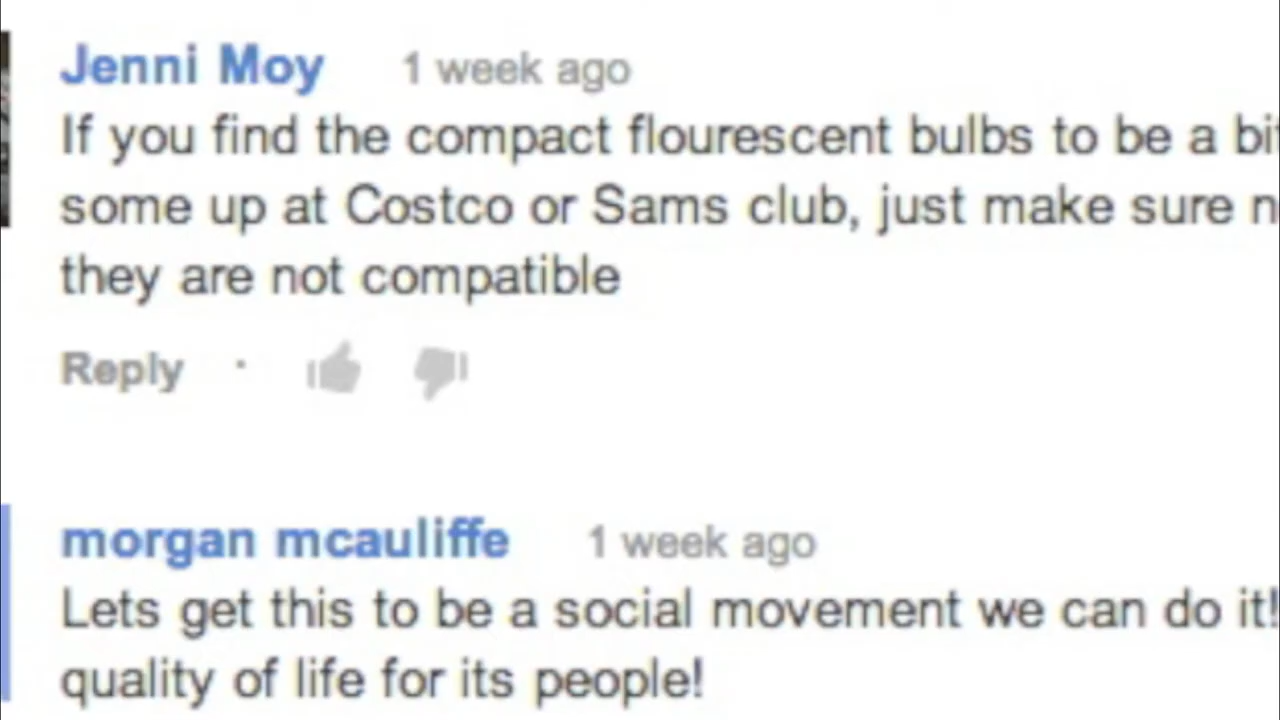 Jenni Moy 1 week ago
If you find the compact flourescent bulbs to be a
some up at Costco or Sams club, just make sure
they are not compatible
Reply ·
morgan mcauliffe 1 week ago
Lets get this to be a social movement we can do it!
quality of life for its people!